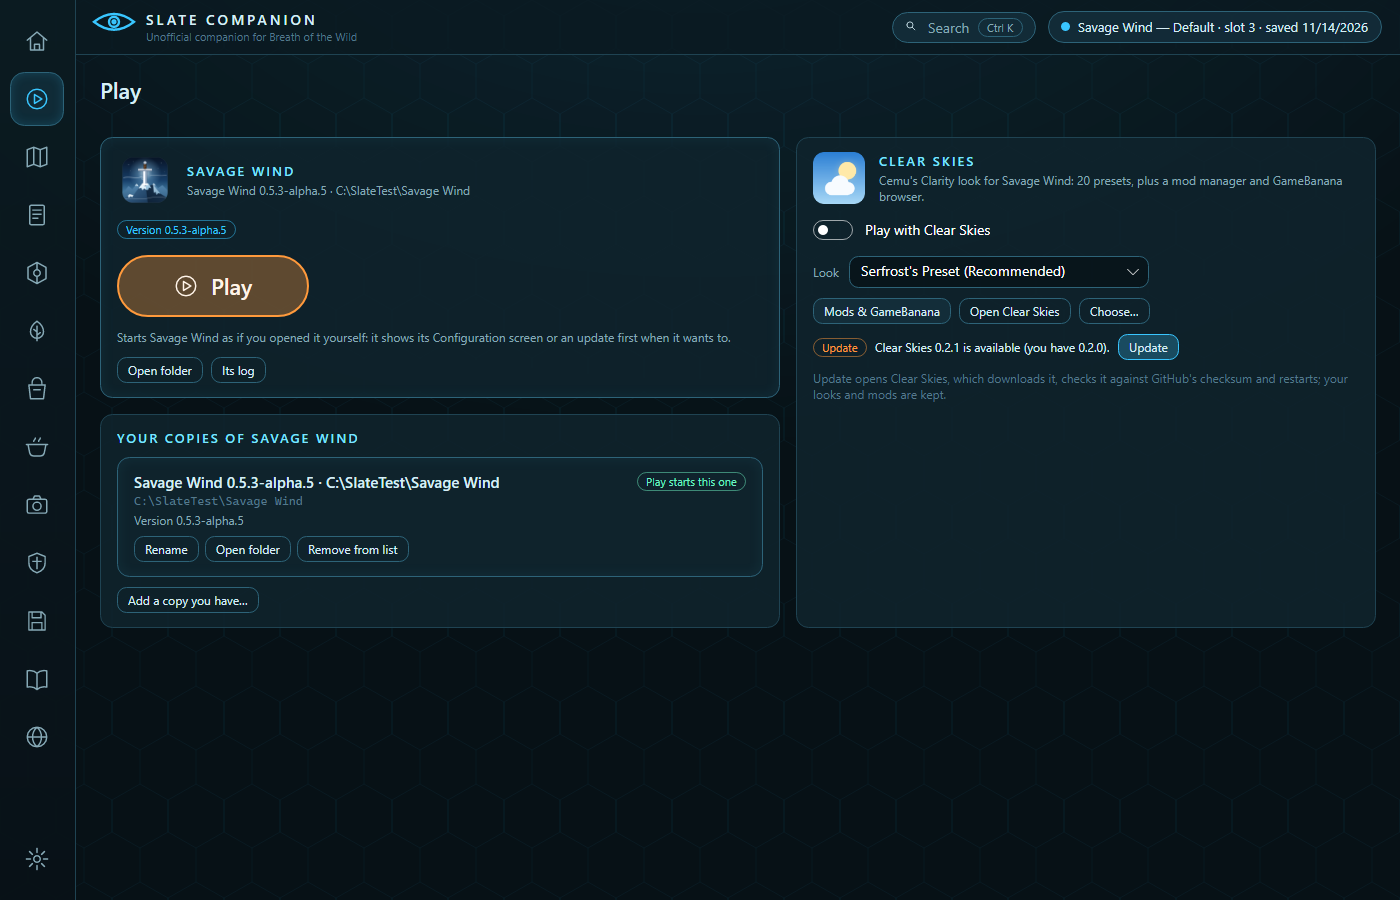 SLATE COMPANION
Unofficial companion for Breath of the Wild
Search Ctrl K
Savage Wind — Default · slot 3 · saved 11/14/2026
Play
SAVAGE WIND
Savage Wind 0.5.3-alpha.5 · C:\SlateTest\Savage Wind
Version 0.5.3-alpha.5
Play
Starts Savage Wind as if you opened it yourself: it shows its Configuration screen or an update first when it wants to.
Open folder
Its log
YOUR COPIES OF SAVAGE WIND
Savage Wind 0.5.3-alpha.5 · C:\SlateTest\Savage Wind
Play starts this one
C:\SlateTest\Savage Wind
Version 0.5.3-alpha.5
Rename
Open folder
Remove from list
Add a copy you have...
CLEAR SKIES
Cemu's Clarity look for Savage Wind: 20 presets, plus a mod manager and GameBanana
browser.
Play with Clear Skies
Look
Serfrost's Preset (Recommended)
Mods & GameBanana
Open Clear Skies
Choose...
Update
Clear Skies 0.2.1 is available (you have 0.2.0).
Update
Update opens Clear Skies, which downloads it, checks it against GitHub's checksum and restarts; your
looks and mods are kept.